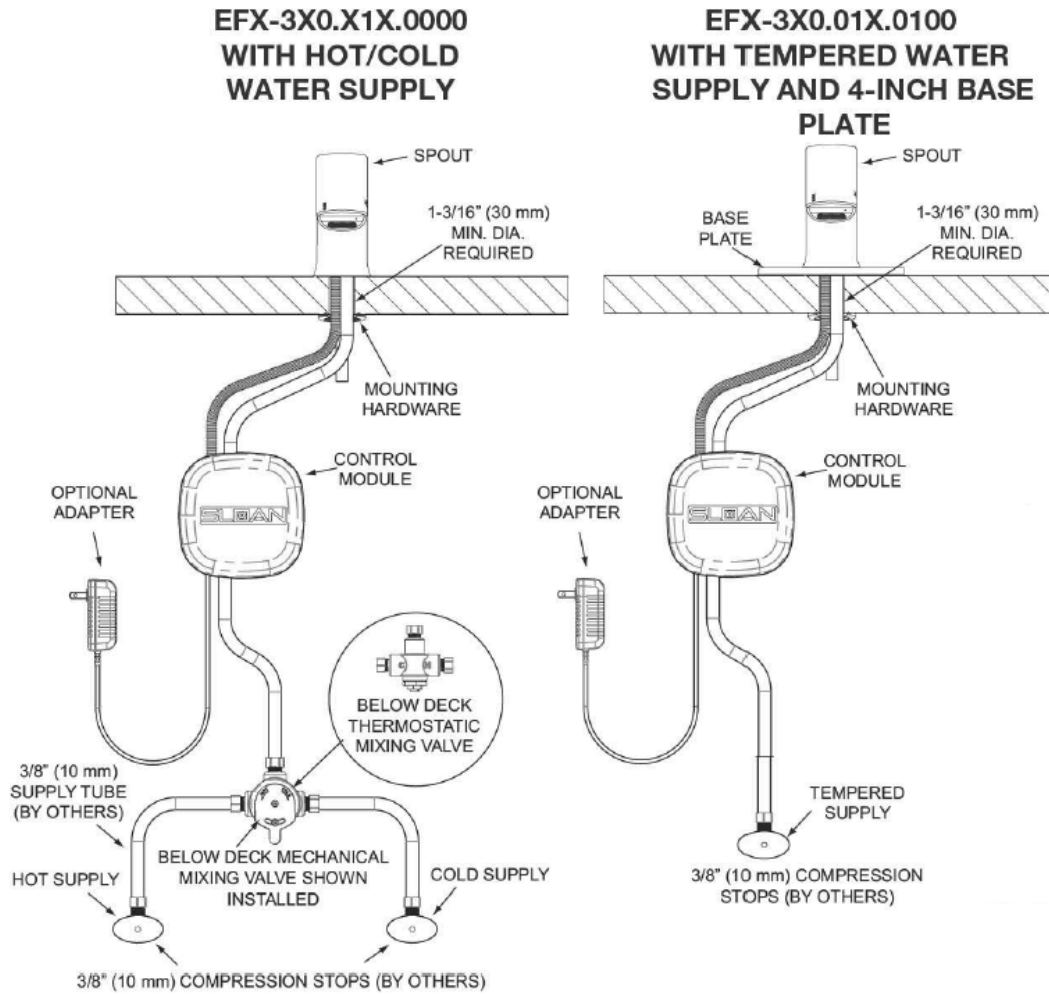 EFX-3X0.X1X.0000
WITH HOT/COLD
WATER SUPPLY
SPOUT
1-3/16" (30 mm)
MIN. DIA.
REQUIRED
MOUNTING
HARDWARE
CONTROL
MODULE
OPTIONAL
ADAPTER
SLOAN
BELOW DECK
THERMOSTATIC
MIXING VALVE
3/8" (10 mm)
SUPPLY TUBE
(BY OTHERS)
BELOW DECK MECHANICAL
MIXING VALVE SHOWN
INSTALLED
HOT SUPPLY
COLD SUPPLY
3/8" (10 mm) COMPRESSION STOPS (BY OTHERS)
EFX-3X0.01X.0100
WITH TEMPERED WATER
SUPPLY AND 4-INCH BASE
PLATE
SPOUT
BASE
PLATE
1-3/16" (30 mm)
MIN. DIA.
REQUIRED
MOUNTING
HARDWARE
CONTROL
MODULE
OPTIONAL
ADAPTER
SLOAN
TEMPERED
SUPPLY
3/8" (10 mm) COMPRESSION
STOPS (BY OTHERS)